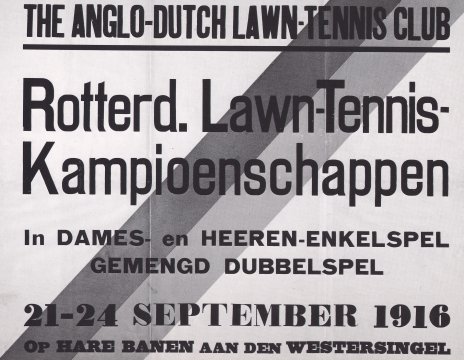 THE ANGLO-DUTCH LAWN-TENNIS CLUB
Rotterd. Lawn-Tennis-
Kampioenschappen
In DAMES- en HEEREN-ENKELSPEL
GEMENGD DUBBELSPEL
21-24 SEPTEMBER 1916
OP HARE BANEN AAN DEN WESTERSINGEL